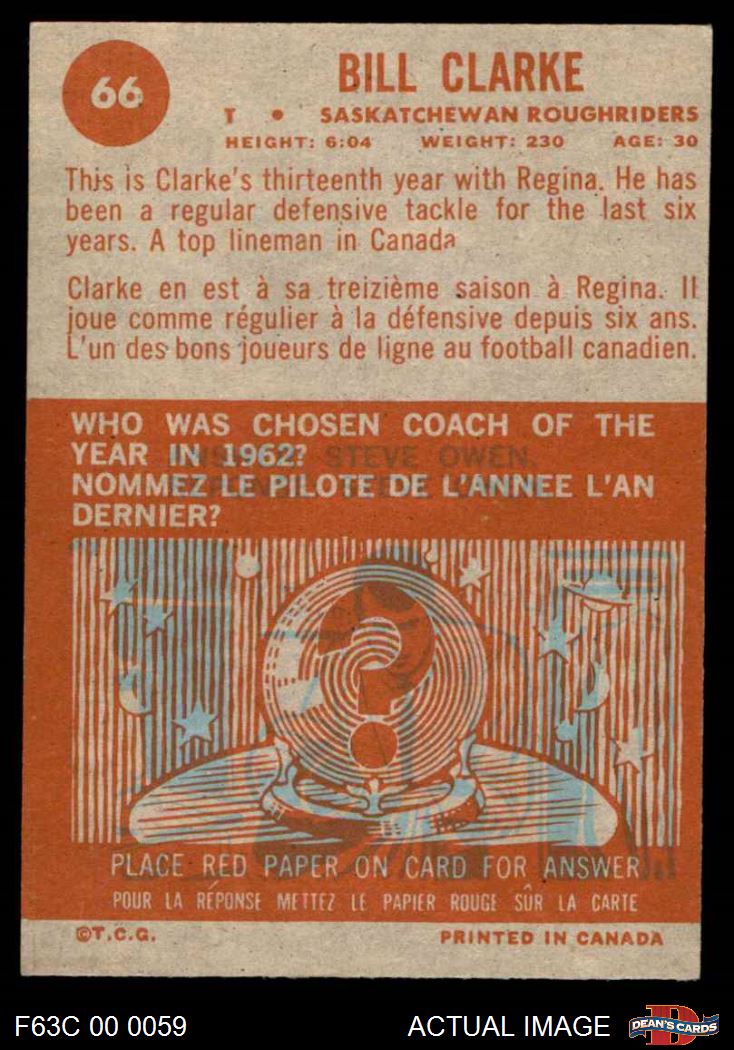 66
BILL CLARKE
T • SASKATCHEWAN ROUGHRIDERS
HEIGHT: 6:04 WEIGHT: 230 AGE: 30
This is Clarke's thirteenth year with Regina. He has
been a regular defensive tackle for the last six
years. A top lineman in Canada
Clarke en est à sa treizième saison à Regina. Il
joue comme régulier à la défensive depuis six ans.
L'un des bons joueurs de ligne au football canadien.
WHO WAS CHOSEN COACH OF THE
YEAR IN 1962?
STEVE OWEN,
NOMMEZ LE PILOTE DE L'ANNEE L'AN
DERNIER?
?
PLACE RED PAPER ON CARD FOR ANSWER
POUR LA RÉPONSE METTEZ LE PAPIER ROUGE SÛR LA CARTE
©T.C.G. PRINTED IN CANADA
F63C 00 0059 ACTUAL IMAGE DEAN'S CARDS